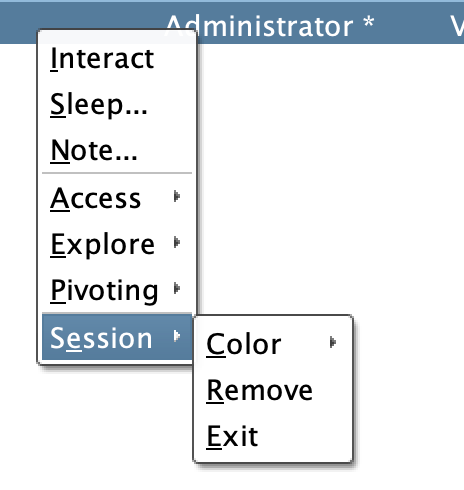 Administrator *
V
Interact
Sleep...
Note...
Access
Explore
Pivoting
Session
Color
Remove
Exit